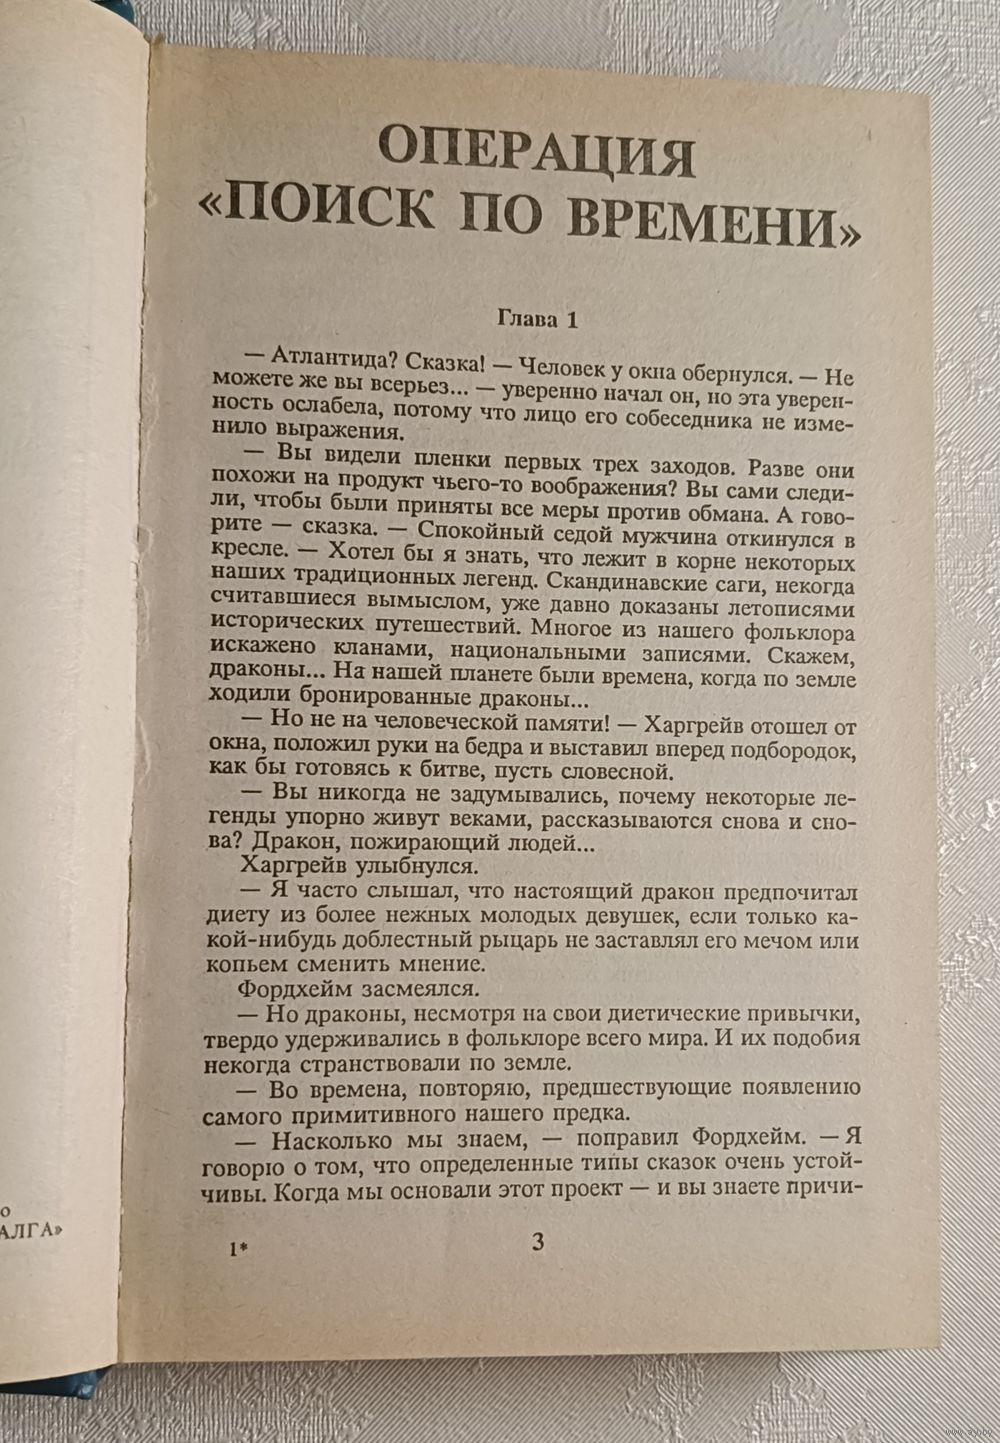 ОПЕРАЦИЯ
«ПОИСК ПО ВРЕМЕНИ»
Глава 1
— Атлантида? Сказка! — Человек у окна обернулся. — Не
можете же вы всерьез... — уверенно начал он, но эта уверен-
ность ослабела, потому что лицо его собеседника не изме-
нило выражения.
— Вы видели пленки первых трех заходов. Разве они
похожи на продукт чьего-то воображения? Вы сами следи-
ли, чтобы были приняты все меры против обмана. А гово-
рите — сказка. — Спокойный седой мужчина откинулся в
кресле. — Хотел бы я знать, что лежит в корне некоторых
наших традиционных легенд. Скандинавские саги, некогда
считавшиеся вымыслом, уже давно доказаны летописями
исторических путешествий. Многое из нашего фольклора
искажено кланами, национальными записями. Скажем,
драконы... На нашей планете были времена, когда по земле
ходили бронированные драконы...
— Но не на человеческой памяти! — Харгрейв отошел от
окна, положил руки на бедра и выставил вперед подбородок,
как бы готовясь к битве, пусть словесной.
— Вы никогда не задумывались, почему некоторые ле-
генды упорно живут веками, рассказываются снова и сно-
ва? Дракон, пожирающий людей...
Харгрейв улыбнулся.
— Я часто слышал, что настоящий дракон предпочитал
диету из более нежных молодых девушек, если только ка-
кой-нибудь доблестный рыцарь не заставлял его мечом или
копьем сменить мнение.
Фордхейм засмеялся.
— Но драконы, несмотря на свои диетические привычки,
твердо удерживались в фольклоре всего мира. И их подобия
некогда странствовали по земле.
— Во времена, повторяю, предшествующие появлению
самого примитивного нашего предка.
— Насколько мы знаем, — поправил Фордхейм. — Я
говорю о том, что определенные типы сказок очень устой-
чивы. Когда мы основали этот проект — и вы знаете причи-
1*
3
о
АЛГА»
www.ay.by